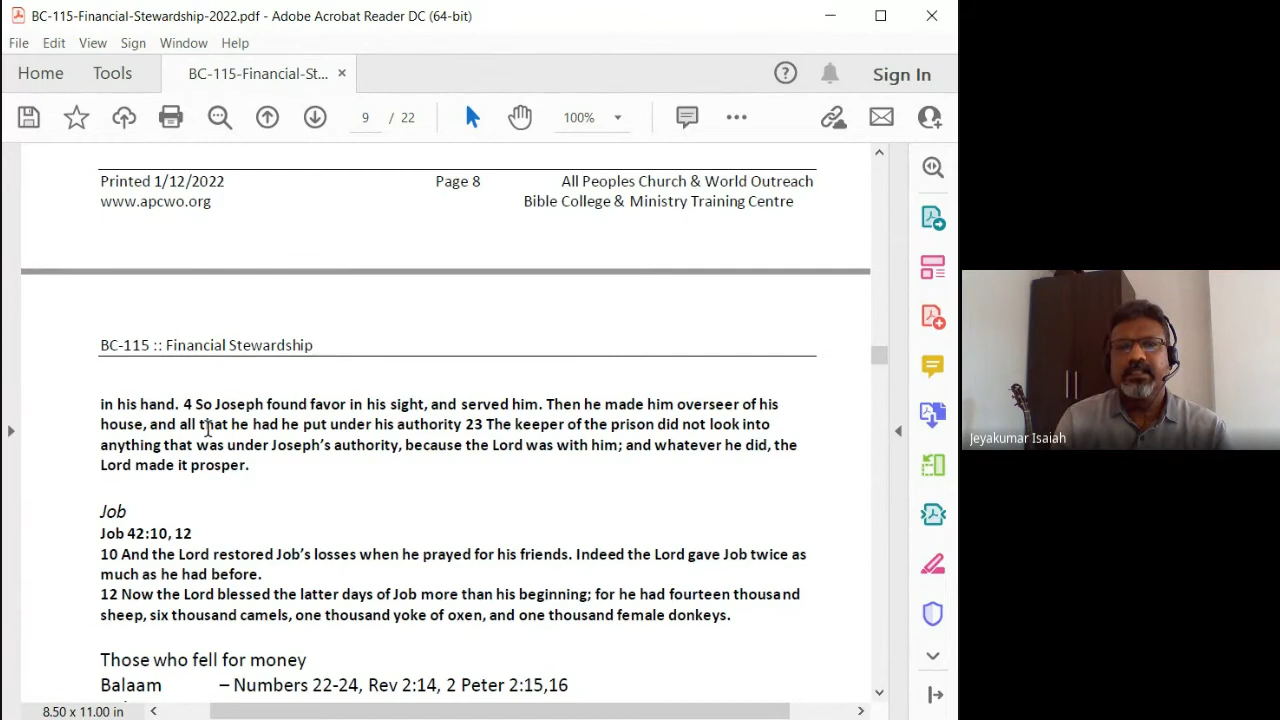 BC-115-Financial-Stewardship-2022.pdf - Adobe Acrobat Reader DC (64-bit)
File Edit View Sign Window Help
Home Tools BC-115-Financial-St... Sign In
9 / 22 100%
Printed 1/12/2022 Page 8 All Peoples Church & World Outreach
www.apcwo.org Bible College & Ministry Training Centre
BC-115 :: Financial Stewardship
in his hand. 4 So Joseph found favor in his sight, and served him. Then he made him overseer of his
house, and all that he had he put under his authority 23 The keeper of the prison did not look into
anything that was under Joseph's authority, because the Lord was with him; and whatever he did, the
Lord made it prosper.
Job
Job 42:10, 12
10 And the Lord restored Job's losses when he prayed for his friends. Indeed the Lord gave Job twice as
much as he had before.
12 Now the Lord blessed the latter days of Job more than his beginning; for he had fourteen thousand
sheep, six thousand camels, one thousand yoke of oxen, and one thousand female donkeys.
Those who fell for money
Balaam – Numbers 22-24, Rev 2:14, 2 Peter 2:15,16
8.50 x 11.00 in
Jeyakumar Isaiah